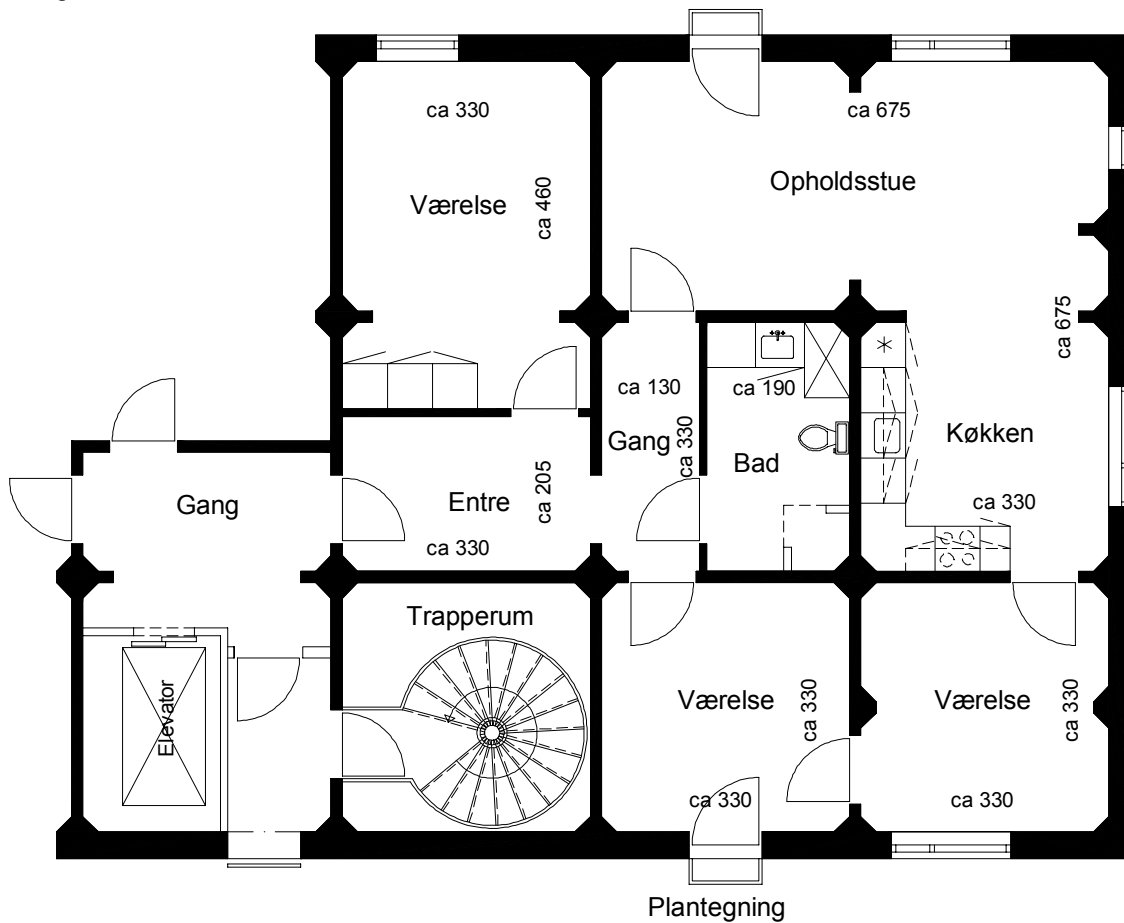 ca 330
ca 675
Opholdsstue
Værelse
ca 460
ca 675
ca 130
ca 190
Gang
ca 330
Bad
Køkken
Gang
Entre
ca 205
ca 330
ca 330
Trapperum
Elevator
Værelse
ca 330
Værelse
ca 330
ca 330
ca 330
Plantegning